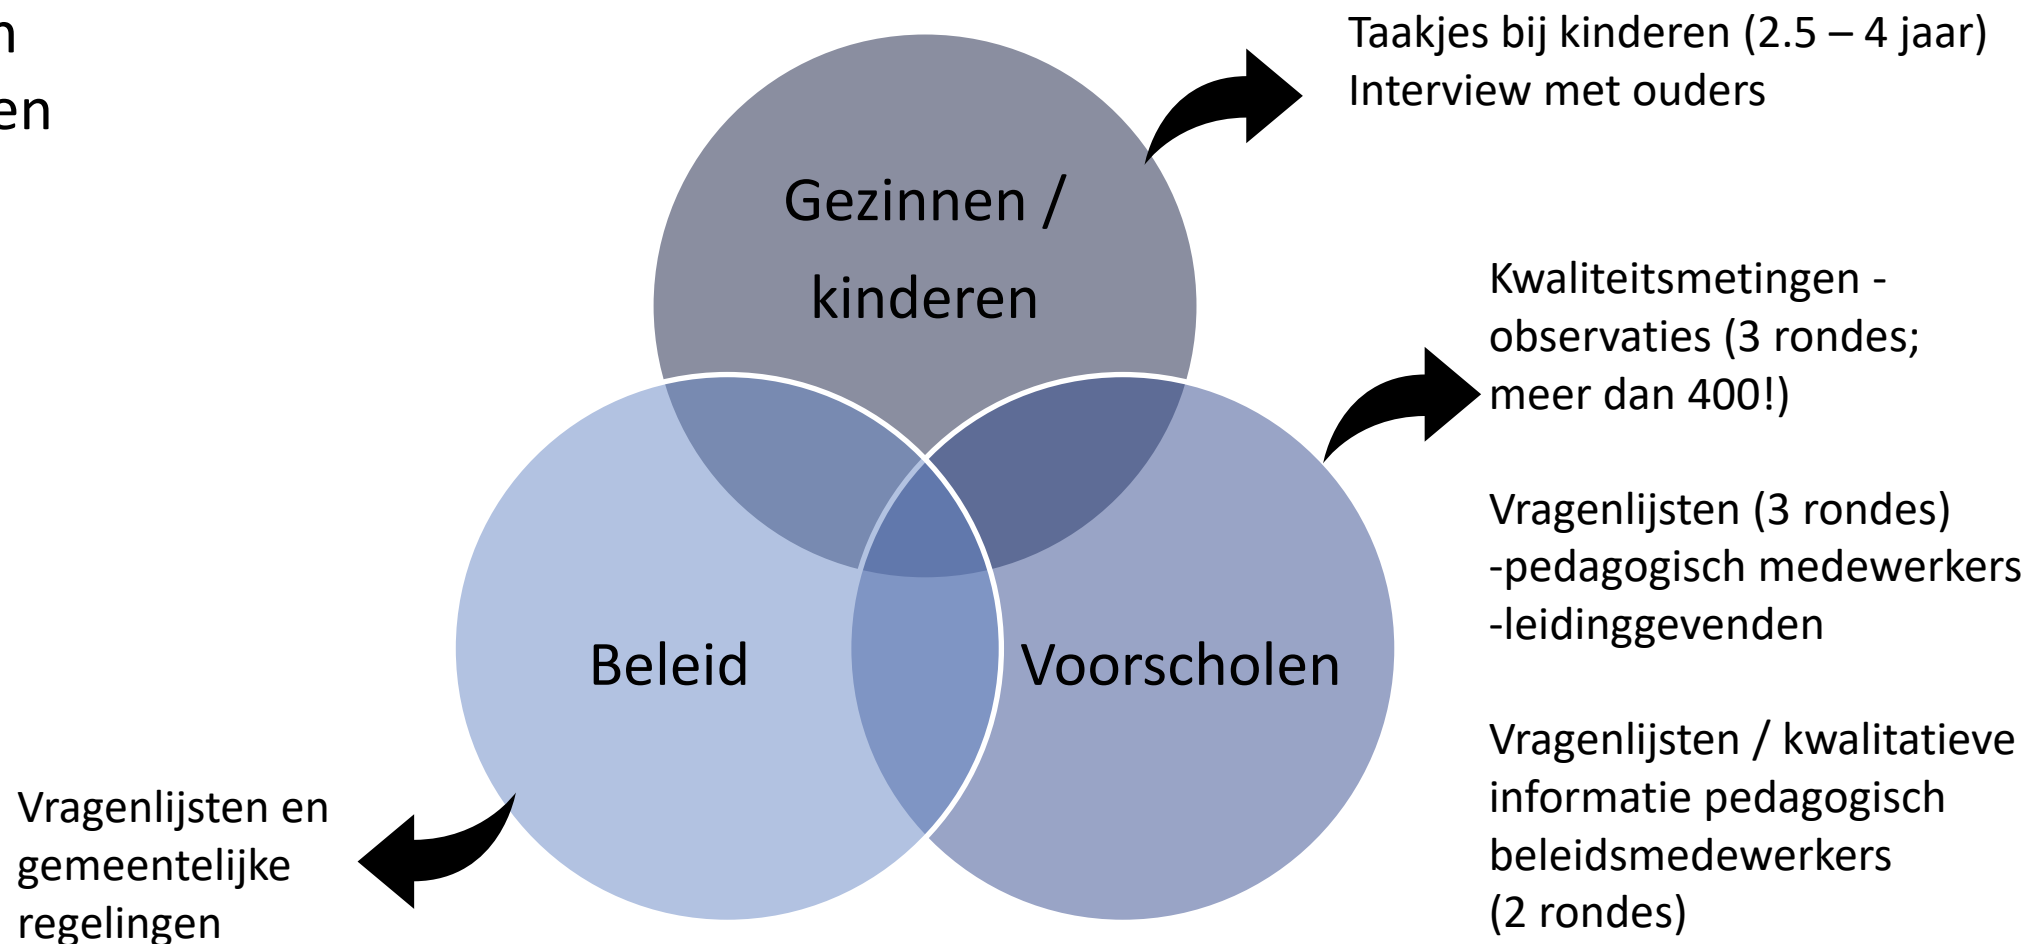 en
Taakjes bij kinderen (2.5 – 4 jaar)
Interview met ouders
Gezinnen /
kinderen
Kwaliteitsmetingen -
observaties (3 rondes;
meer dan 400!)
Vragenlijsten (3 rondes)
-pedagogisch medewerkers
-leidinggevenden
Beleid
Voorscholen
Vragenlijsten / kwalitatieve
informatie pedagogisch
beleidsmedewerkers
(2 rondes)
Vragenlijsten en
gemeentelijke
regelingen